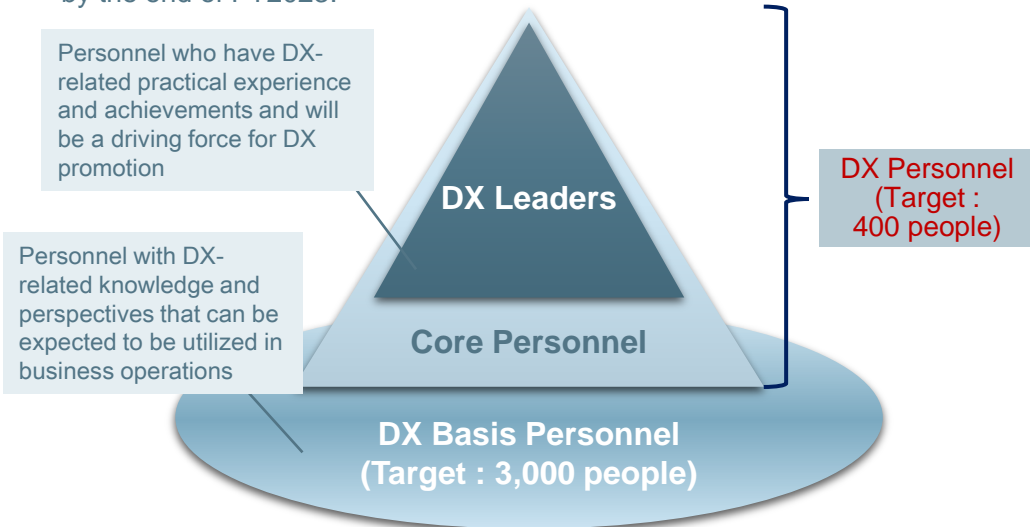 Personnel who have DX-
related practical experience
and achievements and will
be a driving force for DX
promotion
DX Leaders
DX Personnel
(Target :
400 people)
Personnel with DX-
related knowledge and
perspectives that can be
expected to be utilized in
business operations
Core Personnel
DX Basis Personnel
(Target : 3,000 people)